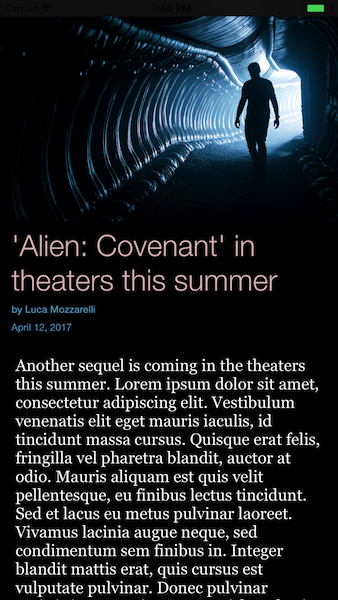 Carrier 7:40 PM
'Alien: Covenant' in
theaters this summer
by Luca Mozzarelli
April 12, 2017
Another sequel is coming in the theaters
this summer. Lorem ipsum dolor sit amet,
consectetur adipiscing elit. Vestibulum
venenatis elit eget mauris iaculis, id
tincidunt massa cursus. Quisque erat felis,
fringilla vel pharetra blandit, auctor at
odio. Mauris aliquam est quis velit
pellentesque, eu finibus lectus tincidunt.
Sed et lacus eu metus pulvinar laoreet.
Vivamus lacinia augue neque, sed
condimentum sem finibus in. Integer
blandit mattis erat, quis cursus est
vulputate pulvinar. Donec pulvinar